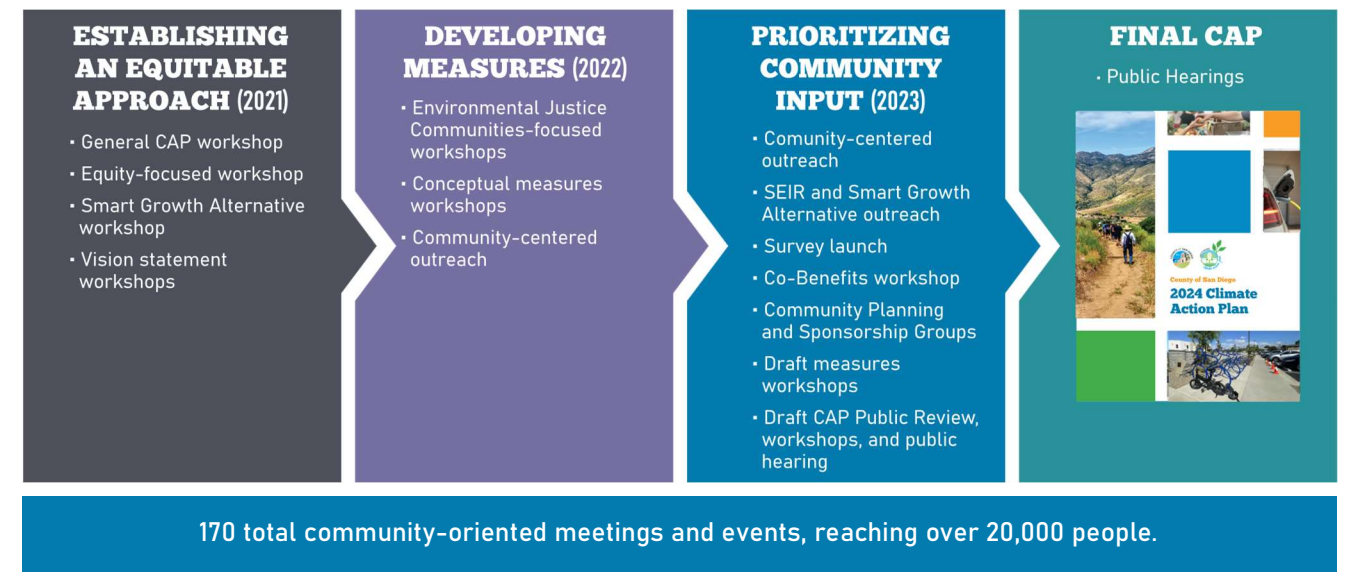 ESTABLISHING
AN EQUITABLE
APPROACH (2021)
· General CAP workshop
· Equity-focused workshop
· Smart Growth Alternative
workshop
· Vision statement
workshops
DEVELOPING
MEASURES (2022)
· Environmental Justice
Communities-focused
workshops
· Conceptual measures
workshops
· Community-centered
outreach
PRIORITIZING
COMMUNITY
INPUT (2023)
· Comunity-centered
outreach
· SEIR and Smart Growth
Alternative outreach
· Survey launch
· Co-Benefits workshop
· Community Planning
and Sponsorship Groups
· Draft measures
workshops
· Draft CAP Public Review,
workshops, and public
hearing
FINAL CAP
· Public Hearings
County of San Diego
2024 Climate
Action Plan
170 total community-oriented meetings and events, reaching over 20,000 people.